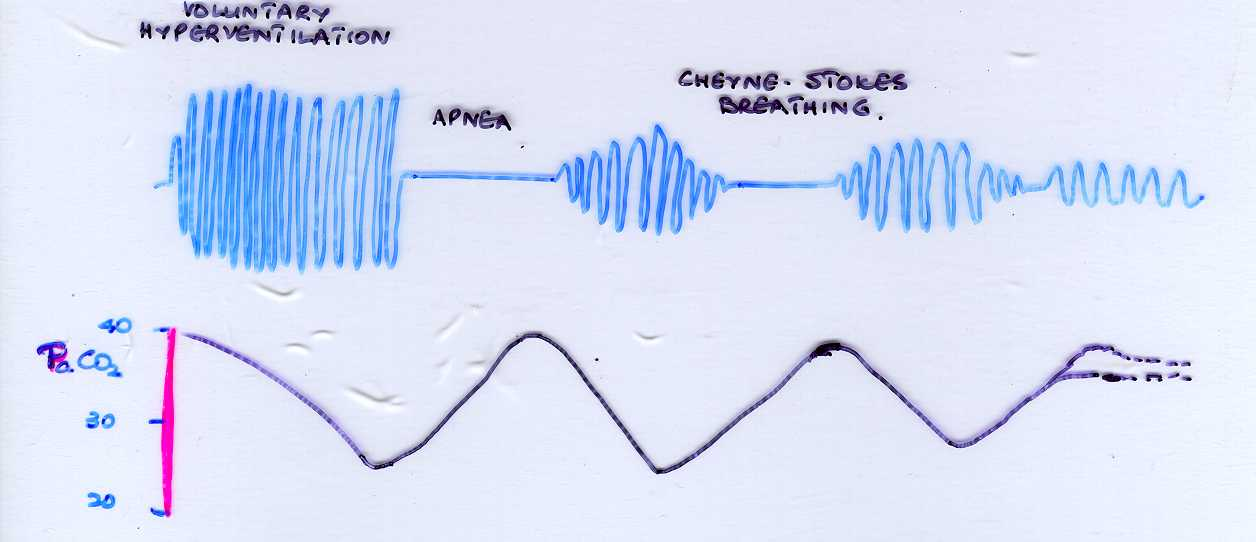 VOLUNTARY
HYPERVENTILATION
CHEYNE-STOKES
BREATHING.
APNEA
40
PaCO₂
30
20